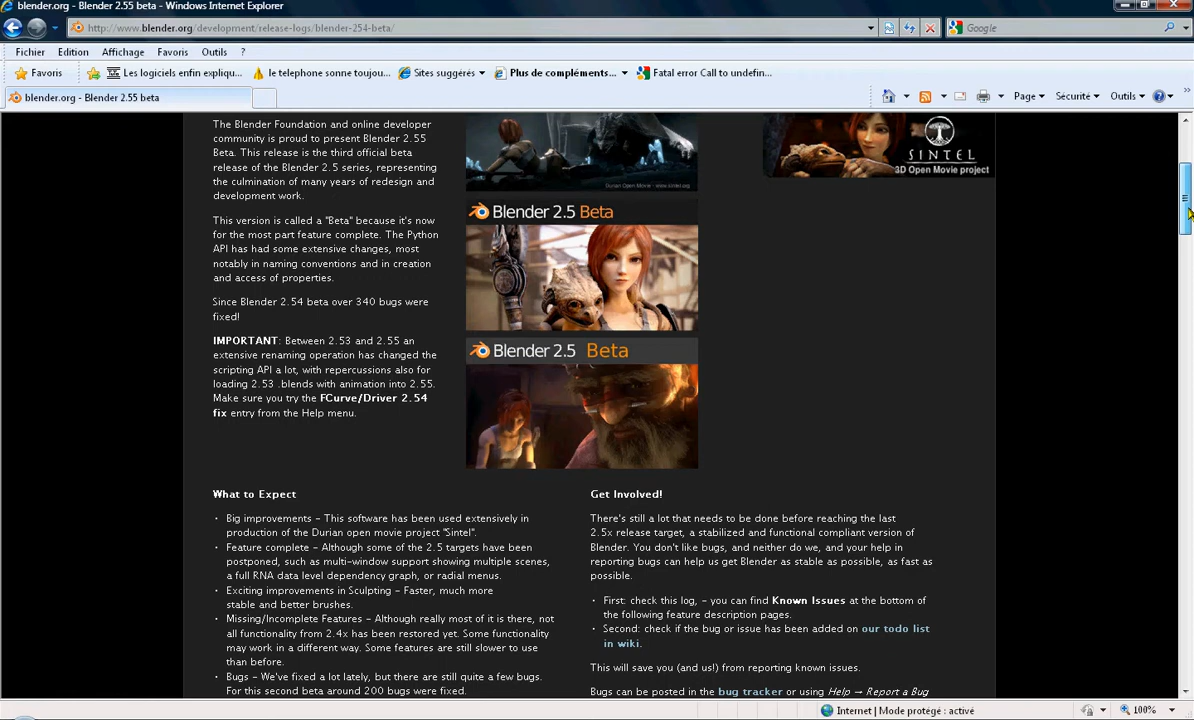 blender.org - Blender 2.55 beta - Windows Internet Explorer
http://www.blender.org/development/release-logs/blender-254-beta/
Google
Fichier Edition Affichage Favoris Outils ?
Favoris Les logiciels enfin expliqu... le telephone sonne toujou... Sites suggérés Plus de compléments... Fatal error Call to undefin...
blender.org - Blender 2.55 beta
Page Sécurité Outils
The Blender Foundation and online developer
community is proud to present Blender 2.55
Beta. This release is the third official beta
release of the Blender 2.5 series, representing
the culmination of many years of redesign and
development work.
This version is called a "Beta" because it's now
for the most part feature complete. The Python
API has had some extensive changes, most
notably in naming conventions and in creation
and access of properties.
Since Blender 2.54 beta over 340 bugs were
fixed!
IMPORTANT: Between 2.53 and 2.55 an
extensive renaming operation has changed the
scripting API a lot, with repercussions also for
loading 2.53 .blends with animation into 2.55.
Make sure you try the FCurve/Driver 2.54
fix entry from the Help menu.
Durian Open Movie - www.sintel.org
Blender 2.5 Beta
Blender 2.5 Beta
SINTEL
3D Open Movie project
What to Expect
· Big improvements - This software has been used extensively in
production of the Durian open movie project "Sintel".
· Feature complete - Although some of the 2.5 targets have been
postponed, such as multi-window support showing multiple scenes,
a full RNA data level dependency graph, or radial menus.
· Exciting improvements in Sculpting - Faster, much more
stable and better brushes.
· Missing/Incomplete Features - Although really most of it is there, not
all functionality from 2.4x has been restored yet. Some functionality
may work in a different way. Some features are still slower to use
than before.
· Bugs - We've fixed a lot lately, but there are still quite a few bugs.
For this second beta around 200 bugs were fixed.
Get Involved!
There's still a lot that needs to be done before reaching the last
2.5x release target, a stabilized and functional compliant version of
Blender. You don't like bugs, and neither do we, and your help in
reporting bugs can help us get Blender as stable as possible, as fast as
possible.
· First: check this log, - you can find Known Issues at the bottom of
the following feature description pages.
· Second: check if the bug or issue has been added on our todo list
in wiki.
This will save you (and us!) from reporting known issues.
Bugs can be posted in the bug tracker or using Help → Report a Bug
Internet | Mode protégé : activé
100%